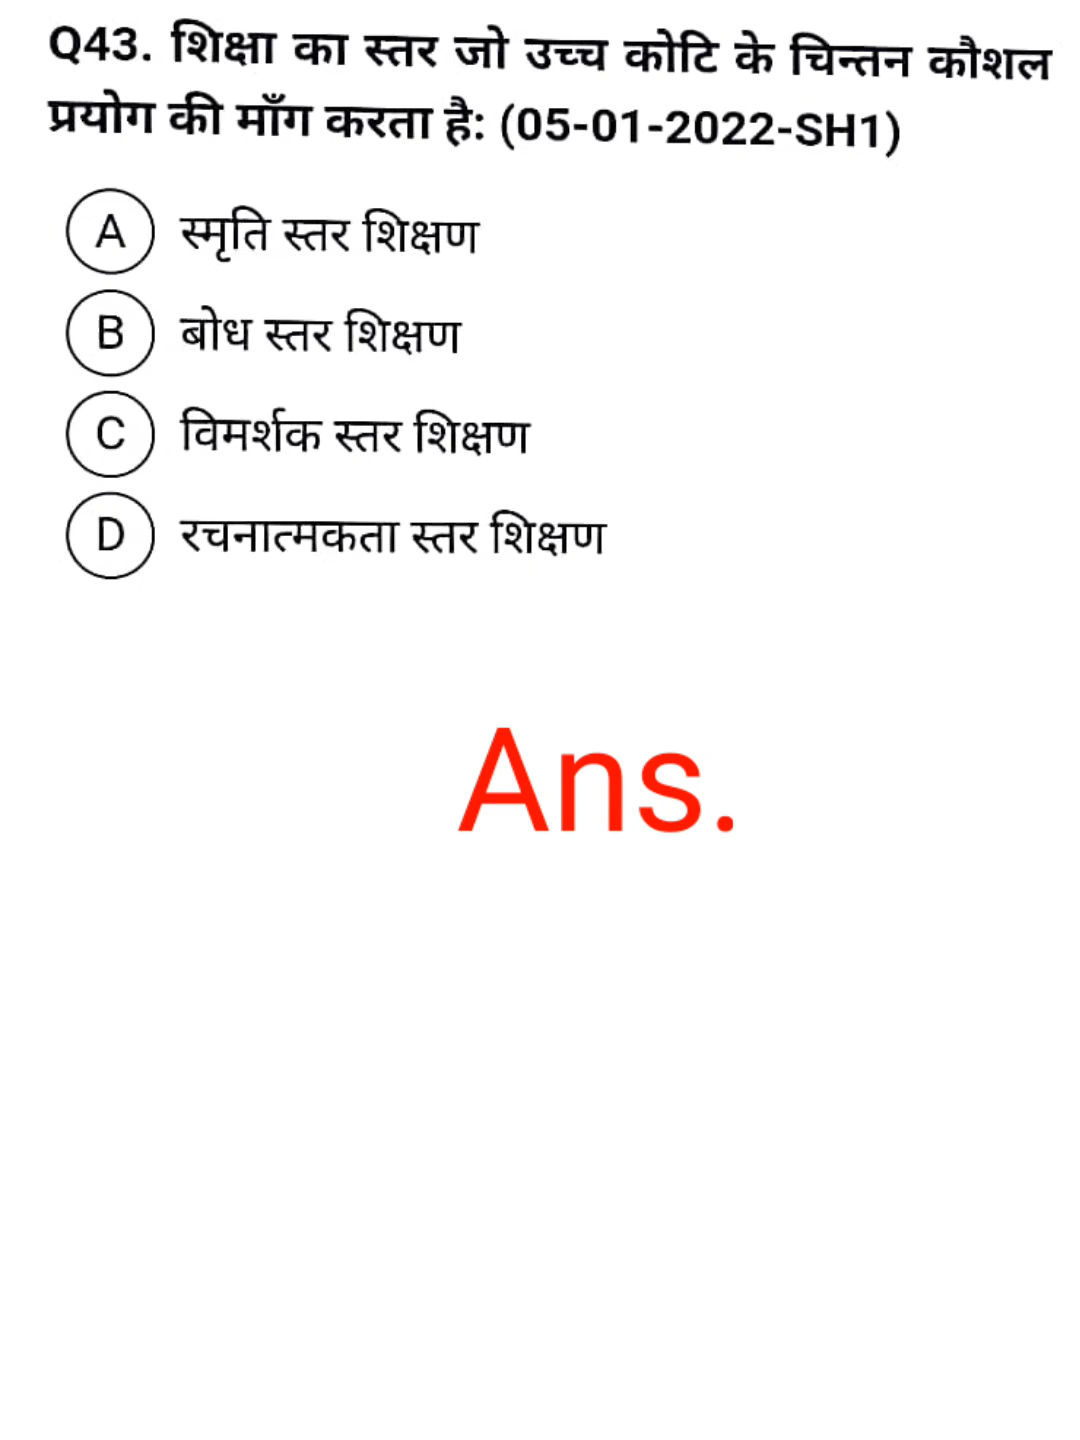 Q43. शिक्षा का स्तर जो उच्च कोटि के चिन्तन कौशल
प्रयोग की माँग करता है: (05-01-2022-SH1)
A स्मृति स्तर शिक्षण
B बोध स्तर शिक्षण
C विमर्शक स्तर शिक्षण
D रचनात्मकता स्तर शिक्षण
Ans.